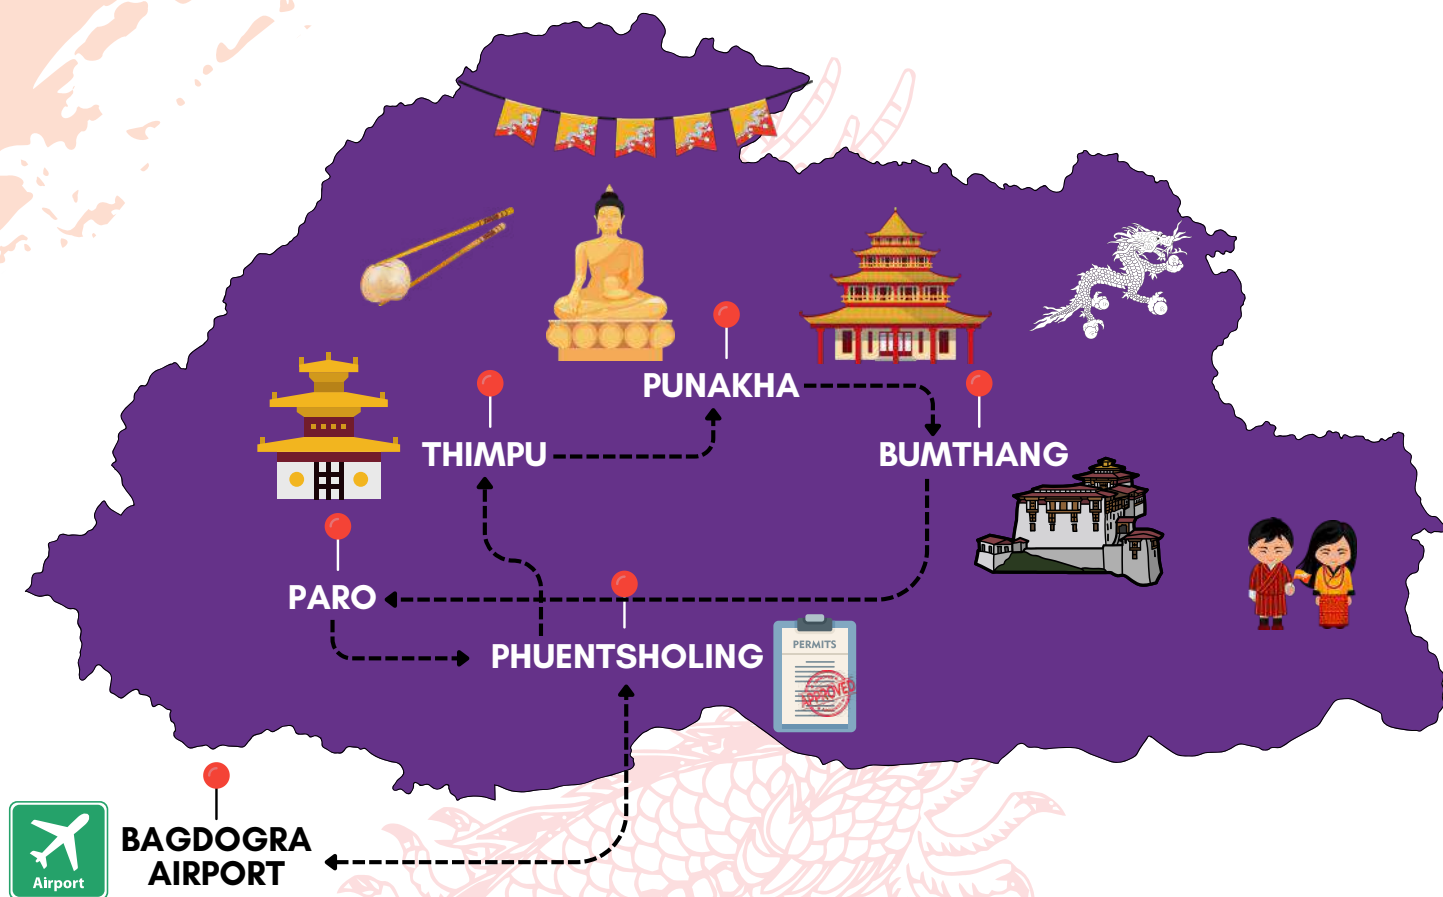 PUNAKHA
THIMPU
BUMTHANG
PARO
PHUENTSHOLING
PERMITS
APPROVED
BAGDOGRA
AIRPORT
Airport